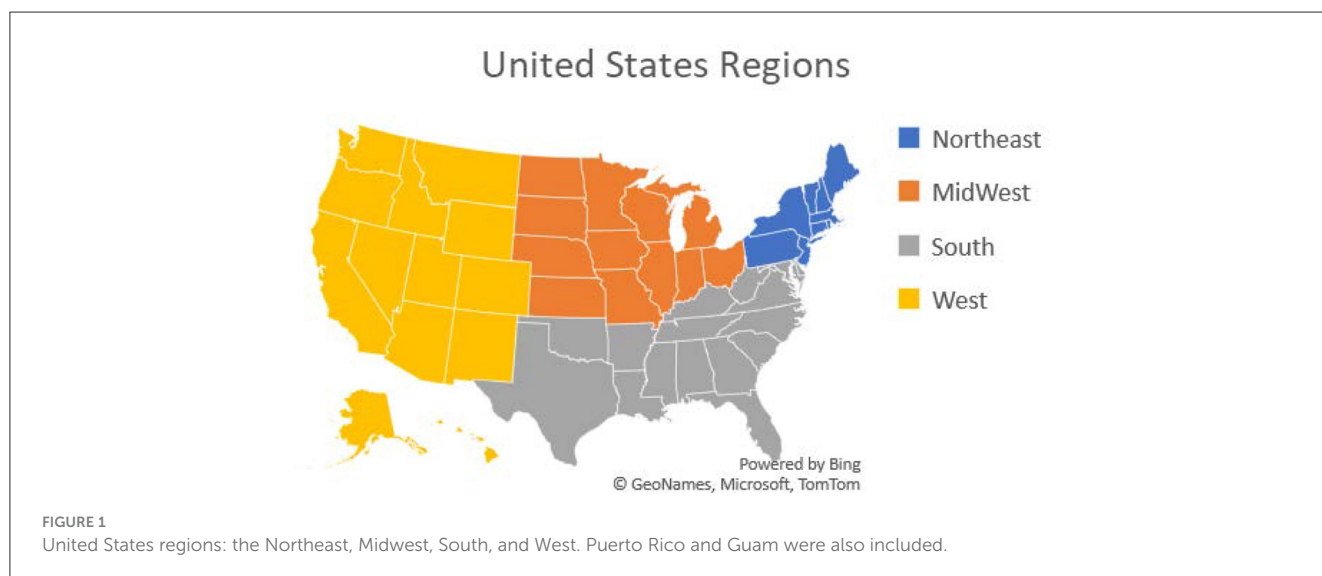 United States Regions
Northeast
MidWest
South
West
Powered by Bing
© GeoNames, Microsoft, TomTom
FIGURE 1
United States regions: the Northeast, Midwest, South, and West. Puerto Rico and Guam were also included.